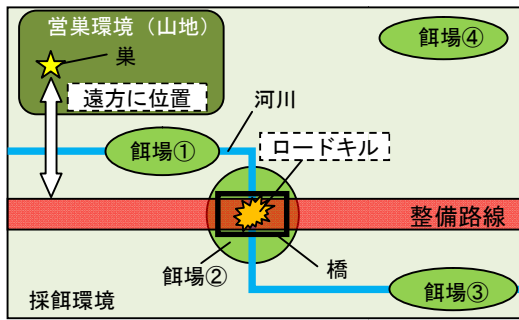 営巣環境（山地）
餌場④
巣
遠方に位置
河川
餌場①
ロードキル
整備路線
餌場②
橋
餌場③
採餌環境